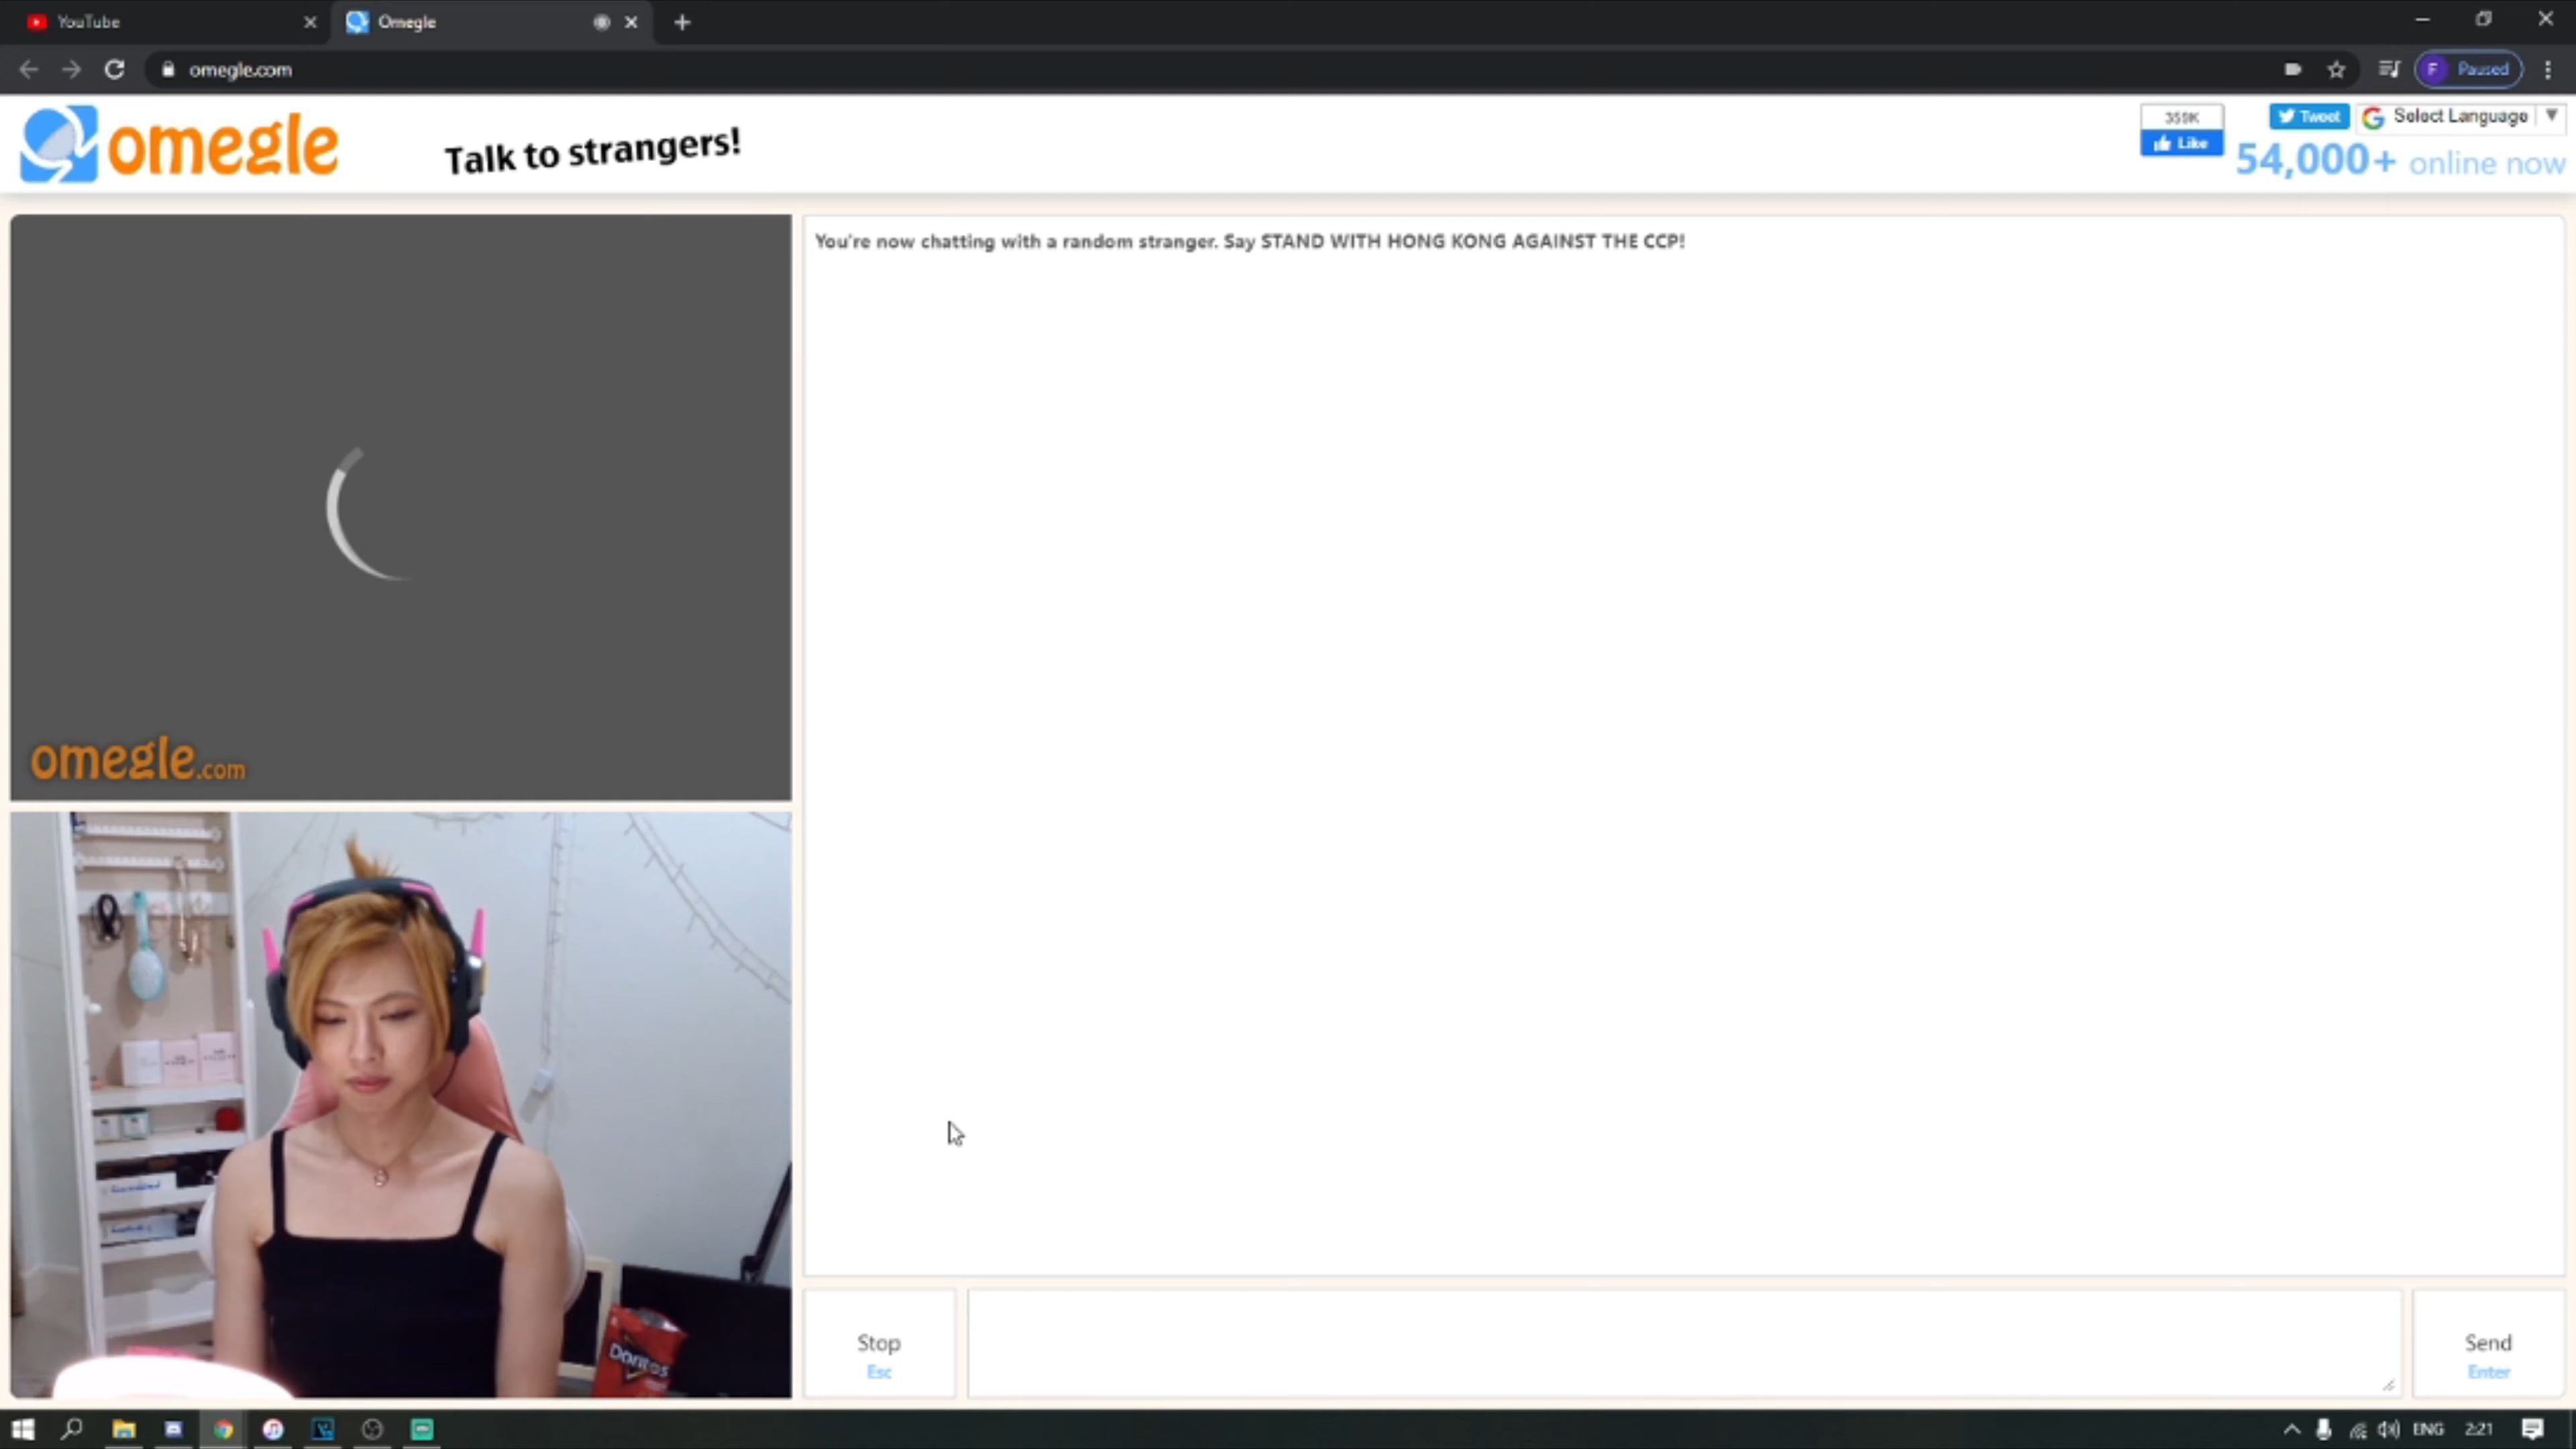 YouTube
Omegle
omegle.com
Paused
F
omegle
Talk to strangers!
359K
Like
Tweet
G Select Language
54,000+ online now
You're now chatting with a random stranger. Say STAND WITH HONG KONG AGAINST THE CCP!
omegle.com
Doritos
Stop
Esc
Send
Enter
ENG
2:21